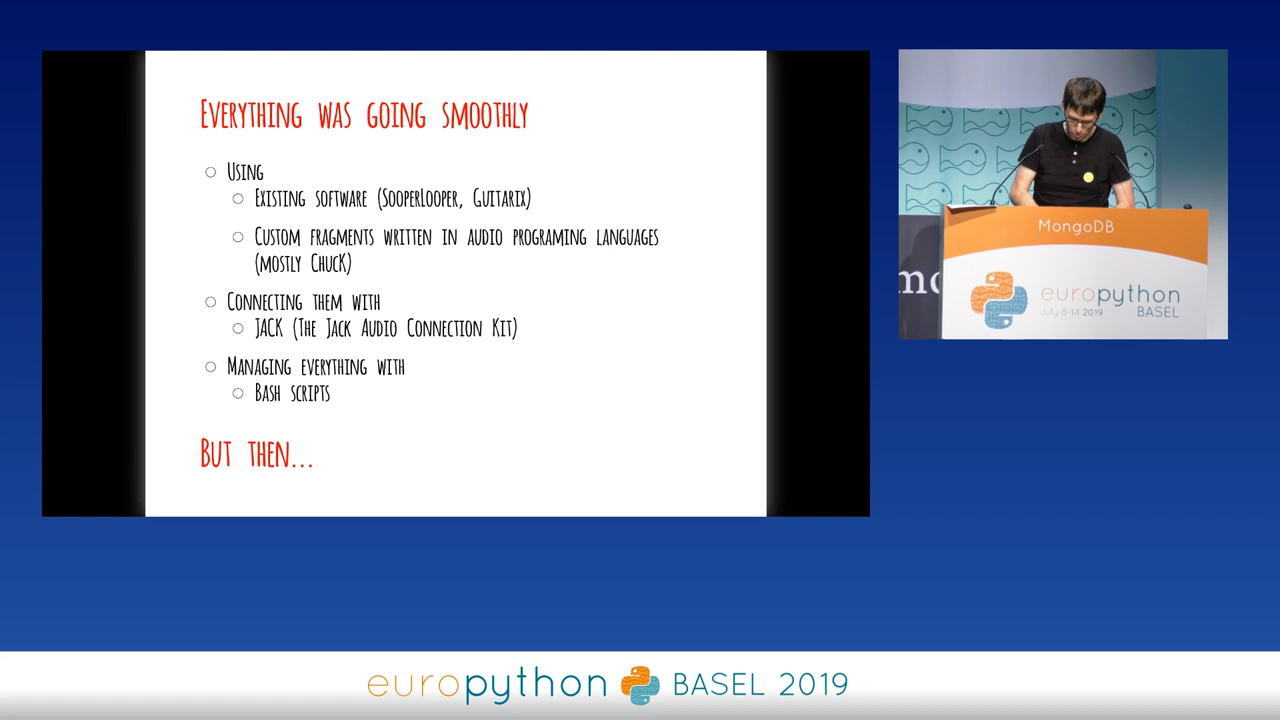 Everything was going smoothly
Using
Existing software (SooperLooper, Guitarix)
Custom fragments written in audio programing languages
(mostly ChucK)
Connecting them with
JACK (The Jack Audio Connection Kit)
Managing everything with
Bash scripts
But then...
MongoDB
europython
July 8-14 2019
BASEL
europython BASEL 2019